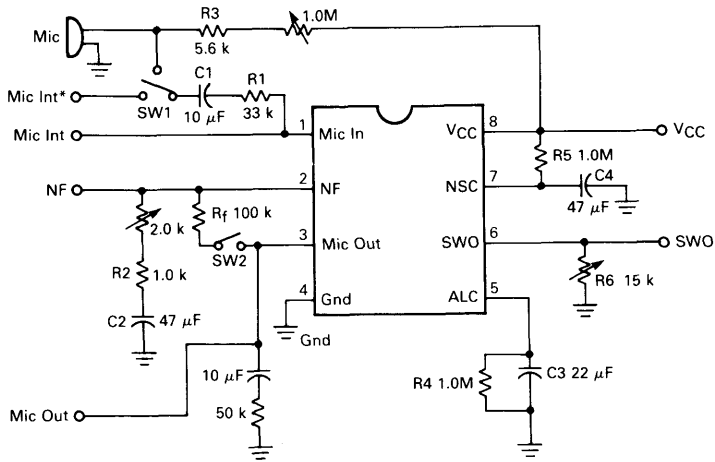 R3
1.0M
Mic
5.6 k
C1
R1
Mic Int*
SW1
10 μF
33 k
Mic Int
1
Mic In
VCC
8
VCC
R5 1.0M
NF
2
NF
NSC
7
C4
47 μF
Rf 100 k
2.0 k
3
Mic Out
SWO
6
SWO
SW2
R2
1.0 k
R6 15 k
4
Gnd
ALC
5
C2
47 μF
Gnd
10 μF
R4 1.0M
C3 22 μF
Mic Out
50 k